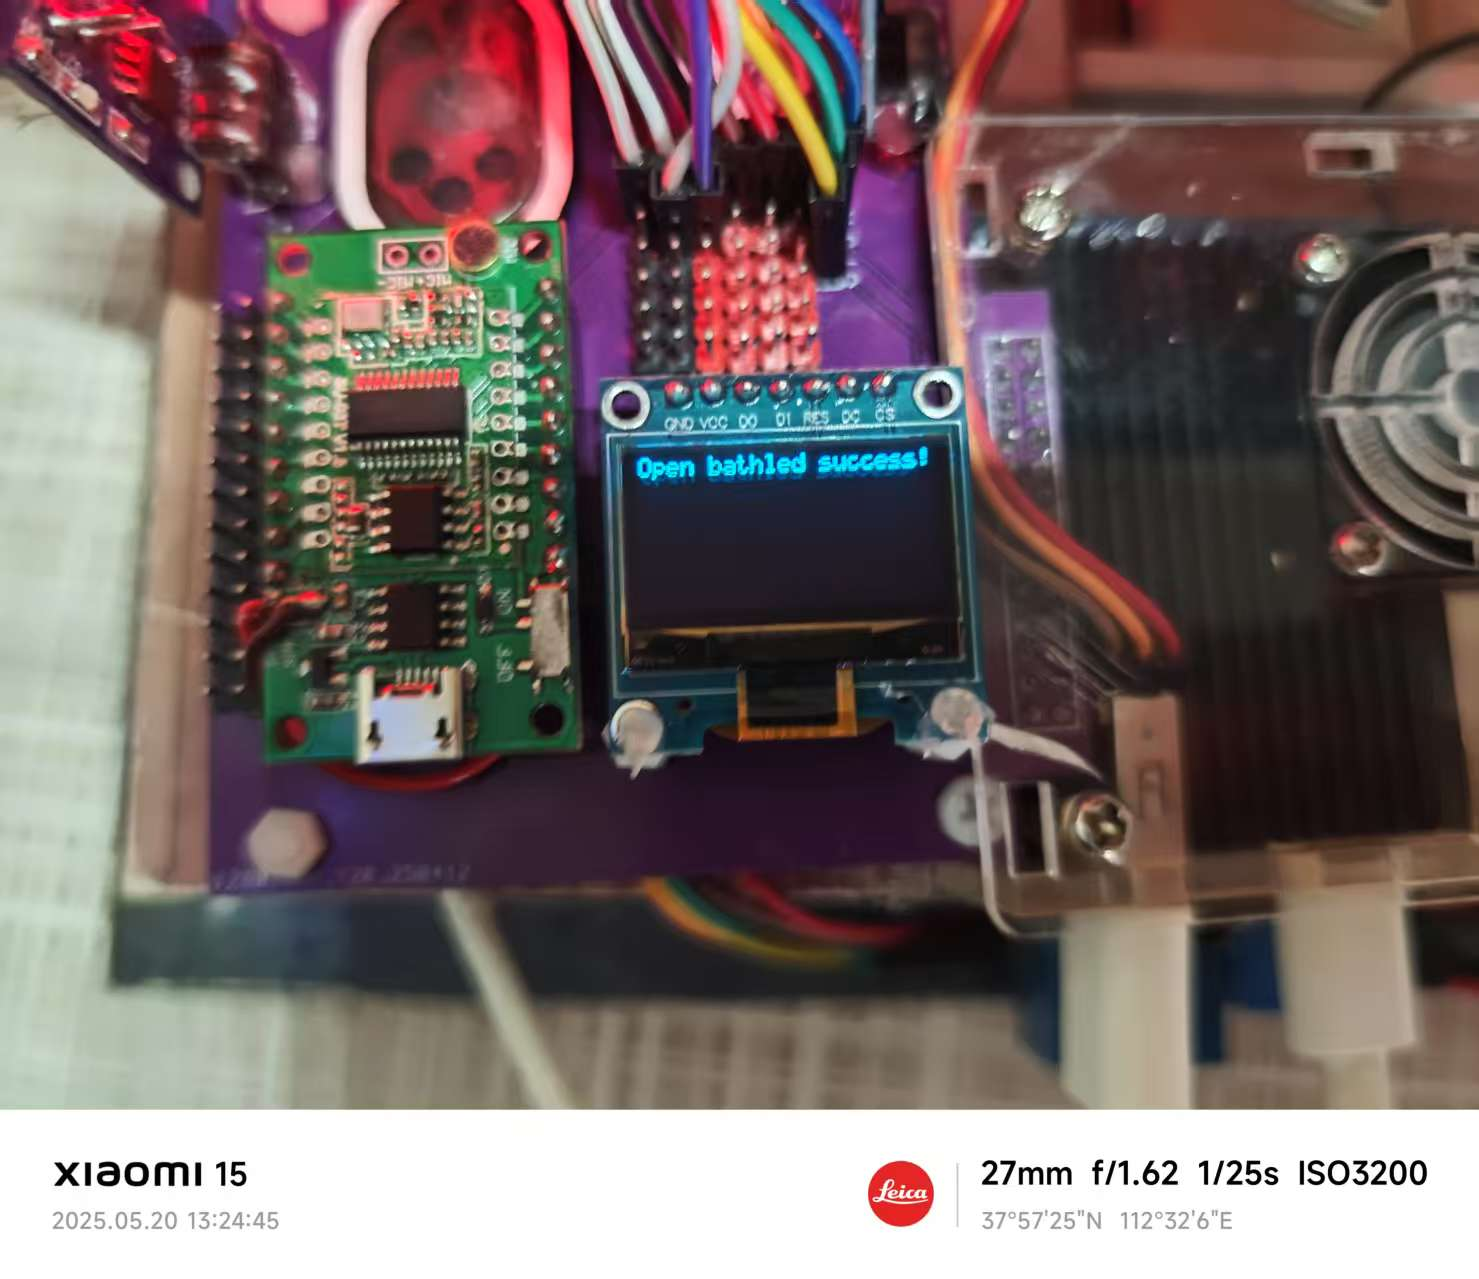 GND VCC D0 D1 RES DC CS
Open bathled success!
XIAOMI 15
2025.05.20 13:24:45
Leica
27mm f/1.62 1/25s ISO3200
37°57'25"N 112°32'6"E